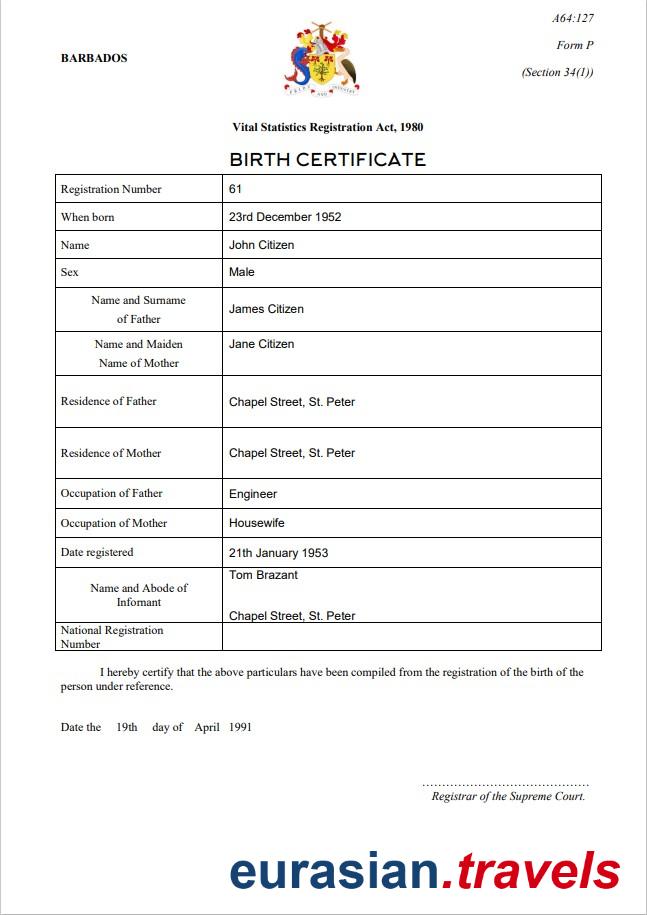 A64:127
Form P
BARBADOS
(Section 34(1))
Vital Statistics Registration Act, 1980
BIRTH CERTIFICATE
Registration Number 61
When born 23rd December 1952
Name John Citizen
Sex Male
Name and Surname
of Father
James Citizen
Name and Maiden
Name of Mother
Jane Citizen
Residence of Father Chapel Street, St. Peter
Residence of Mother Chapel Street, St. Peter
Occupation of Father Engineer
Occupation of Mother Housewife
Date registered 21th January 1953
Name and Abode of
Infomant
Tom Brazant
Chapel Street, St. Peter
National Registration
Number
I hereby certify that the above particulars have been compiled from the registration of the birth of the
person under reference.
Date the 19th day of April 1991
..........................................
Registrar of the Supreme Court.
eurasian.travels